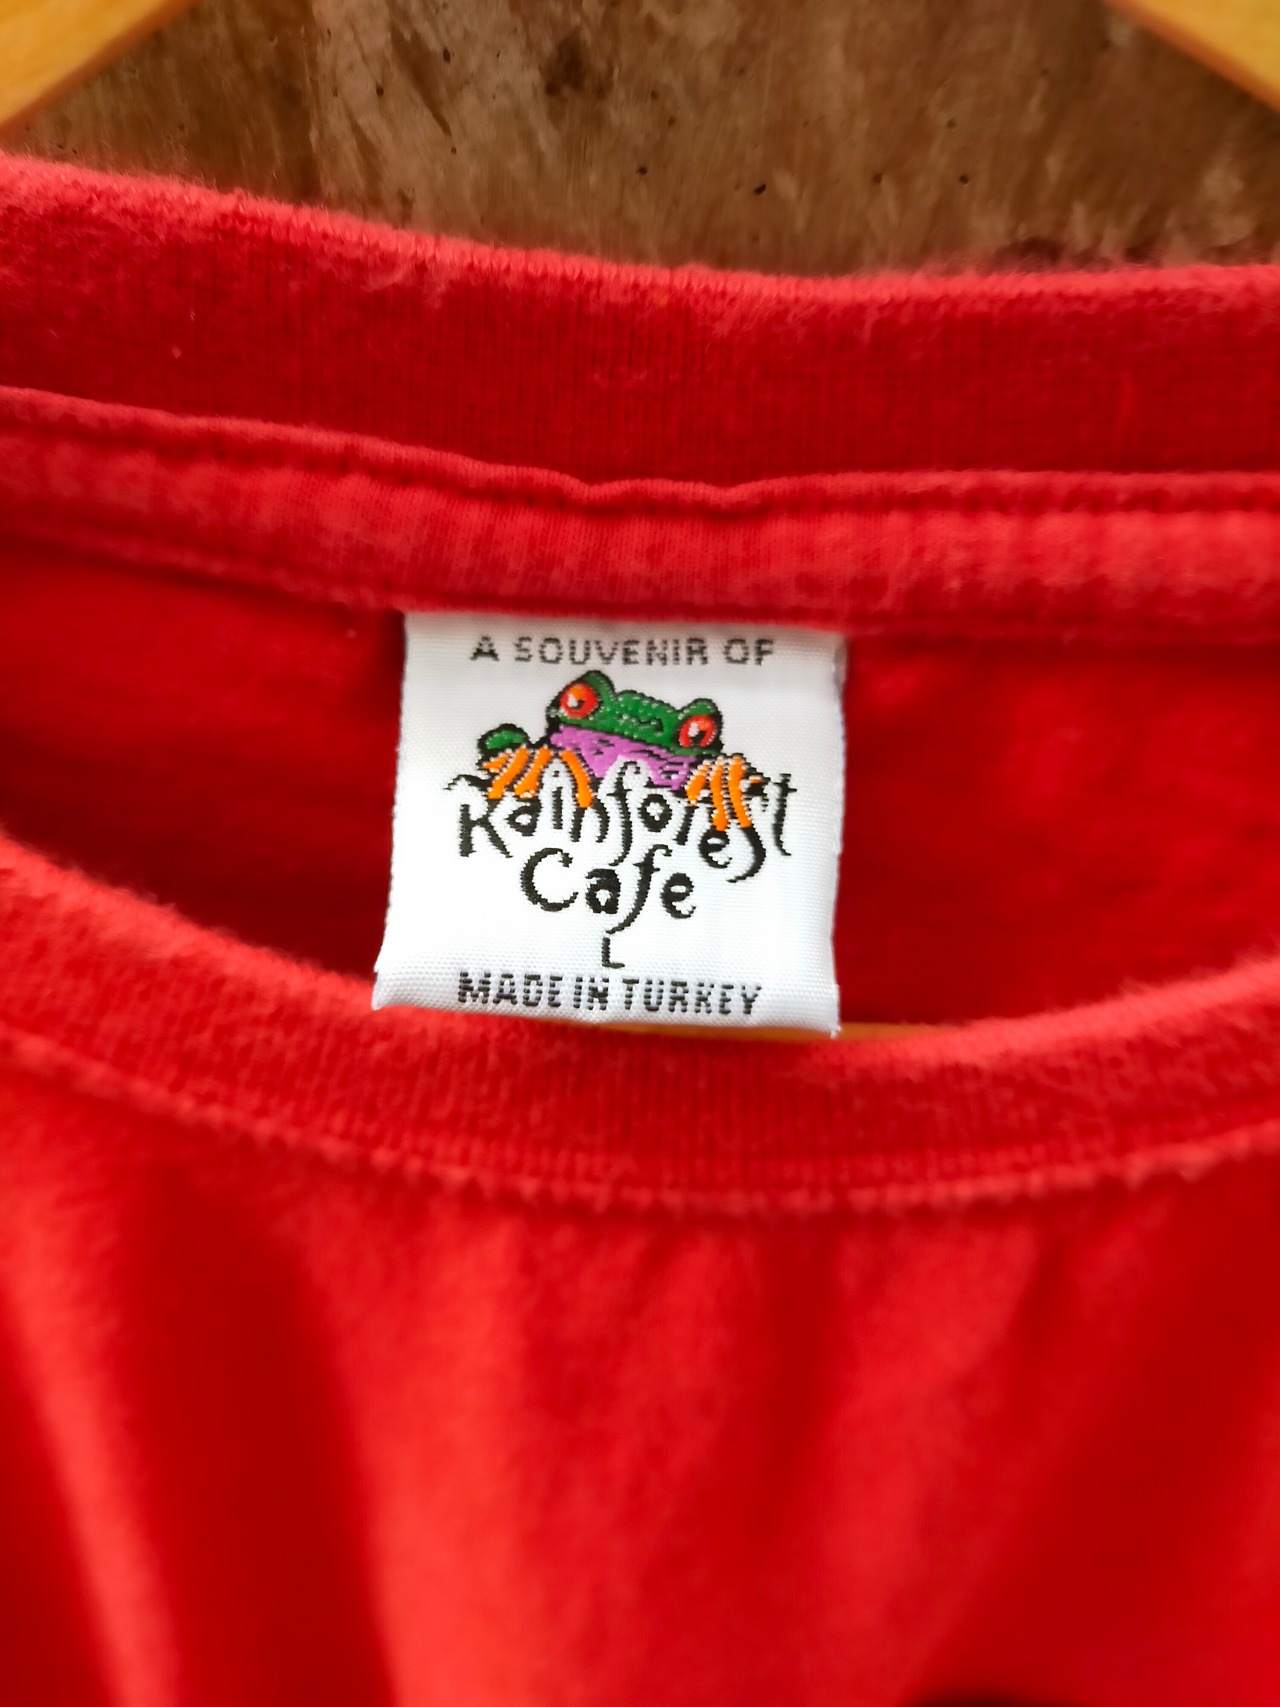 A SOUVENIR OF
Rainforest
Cafe
L
MADE IN TURKEY